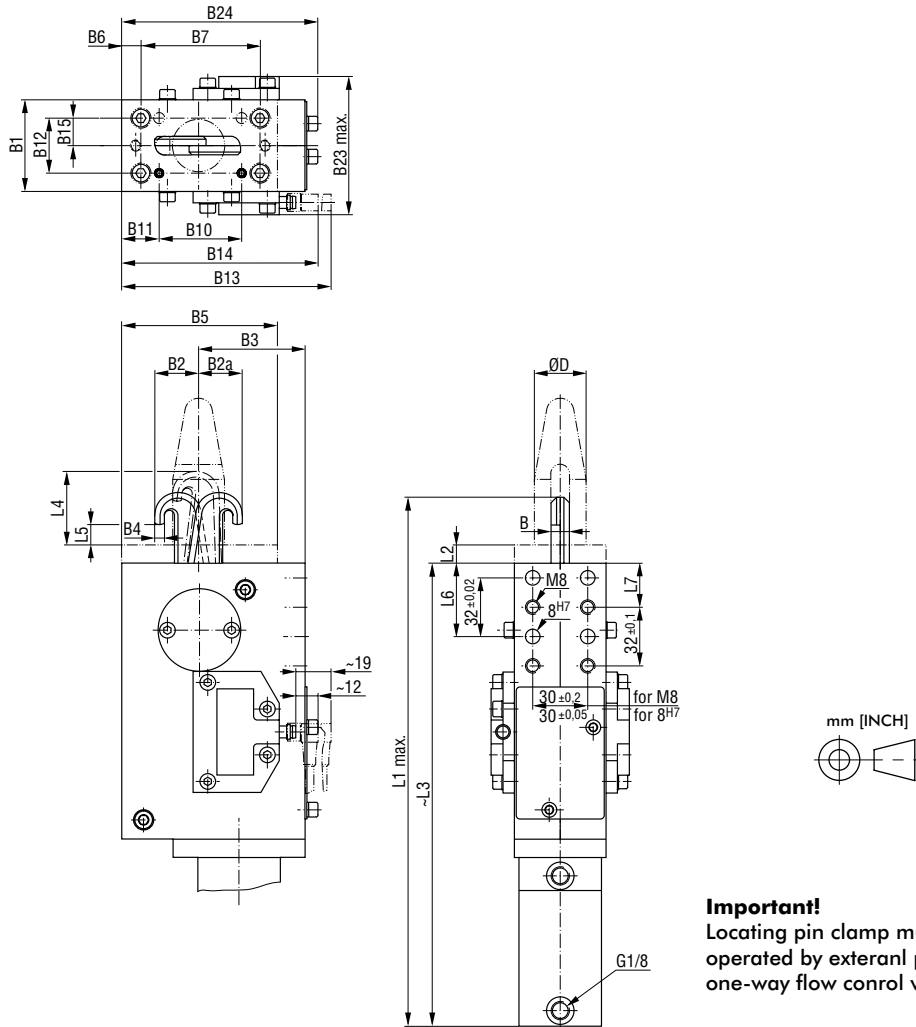 B24
B6
B7
B1
B12
B15
B23 max.
B11
B10
B14
B13
B5
B3
B2
B2a
L4
L5
B4
~19
~12
ØD
B
L2
L6
32 ±0,02
M8
8H7
L7
32 ±0,1
30 ±0,2 for M8
30 ±0,05 for 8H7
L1 max.
~L3
G1/8
mm [INCH]
Important!
Locating pin clamp m
operated by exteranl p
one-way flow conrol v